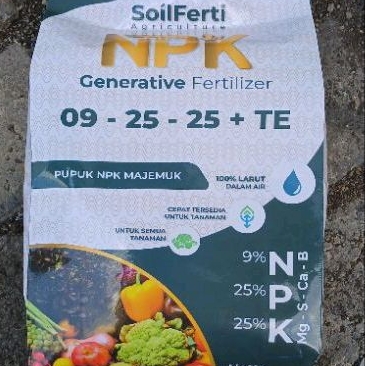 SoilFerti
Agriculture
NPK
Generative Fertilizer
09 - 25 - 25 + TE
PUPUK NPK MAJEMUK
100% LARUT
DALAM AIR
CEPAT TERSEDIA
UNTUK TANAMAN
UNTUK SEMUA
TANAMAN
9% N
25% P
25% K
Mg - S - Ca - B